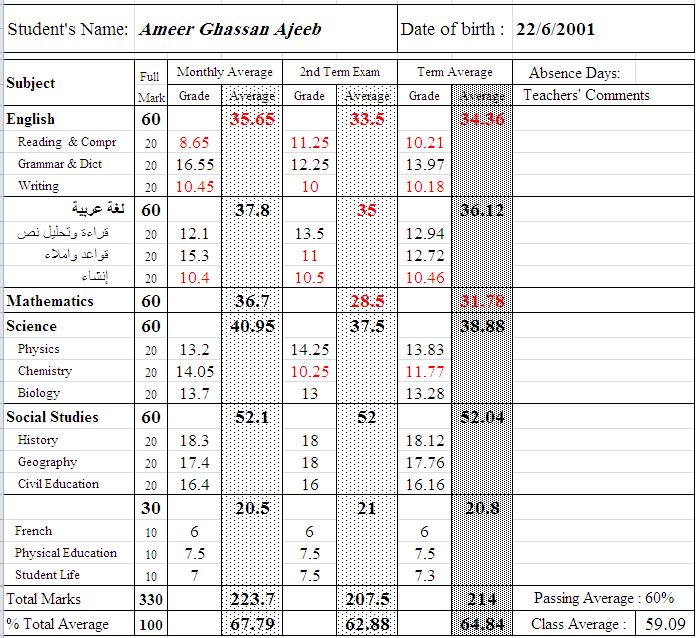 Student's Name: Ameer Ghassan Ajeeb Date of birth : 22/6/2001
Subject Full Mark Monthly Average 2nd Term Exam Term Average Absence Days:
Grade Average Grade Average Grade Average Teachers' Comments
English 60 35.65 33.5 34.36
Reading & Compr 20 8.65 11.25 10.21
Grammar & Dict 20 16.55 12.25 13.97
Writing 20 10.45 10 10.18
لغة عربية 60 37.8 35 36.12
قراءة وتحليل نص 20 12.1 13.5 12.94
قواعد واملاء 20 15.3 11 12.72
إنشاء 20 10.4 10.5 10.46
Mathematics 60 36.7 28.5 31.78
Science 60 40.95 37.5 38.88
Physics 20 13.2 14.25 13.83
Chemistry 20 14.05 10.25 11.77
Biology 20 13.7 13 13.28
Social Studies 60 52.1 52 52.04
History 20 18.3 18 18.12
Geography 20 17.4 18 17.76
Civil Education 20 16.4 16 16.16
30 20.5 21 20.8
French 10 6 6 6
Physical Education 10 7.5 7.5 7.5
Student Life 10 7 7.5 7.3
Total Marks 330 223.7 207.5 214 Passing Average : 60%
% Total Average 100 67.79 62.88 64.84 Class Average : 59.09